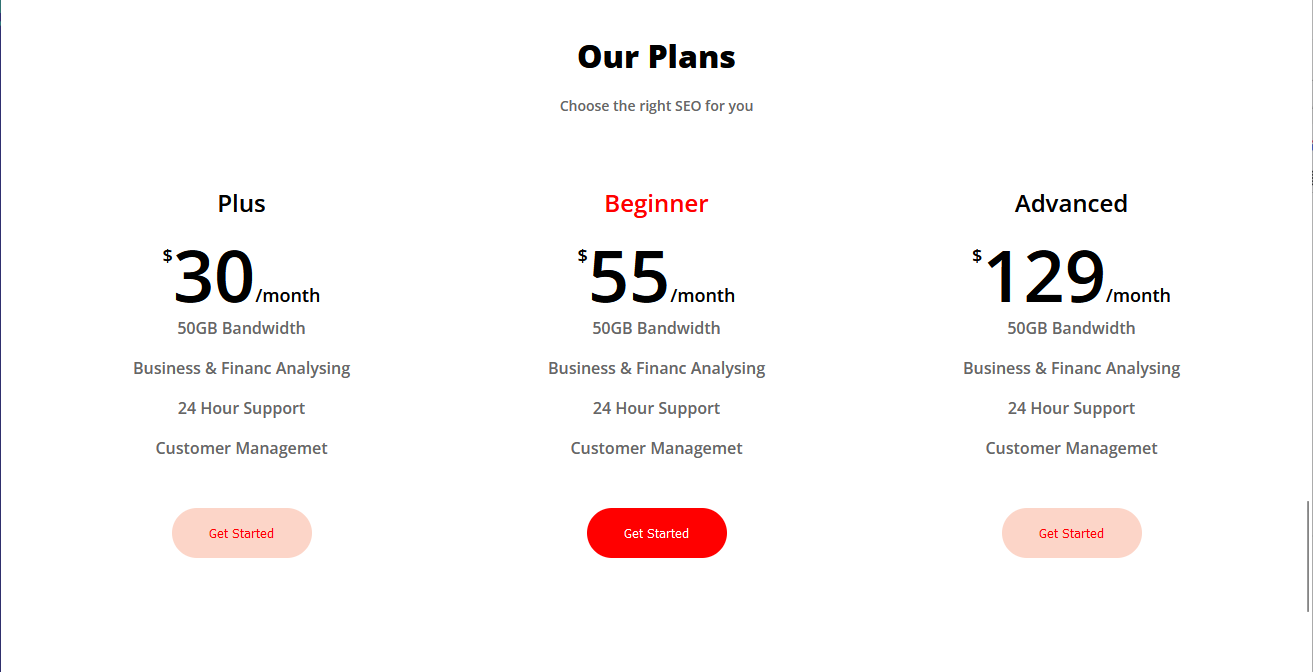 Our Plans
Choose the right SEO for you
Plus
$30/month
50GB Bandwidth
Business & Financ Analysing
24 Hour Support
Customer Managemet
Get Started
Beginner
$55/month
50GB Bandwidth
Business & Financ Analysing
24 Hour Support
Customer Managemet
Get Started
Advanced
$129/month
50GB Bandwidth
Business & Financ Analysing
24 Hour Support
Customer Managemet
Get Started